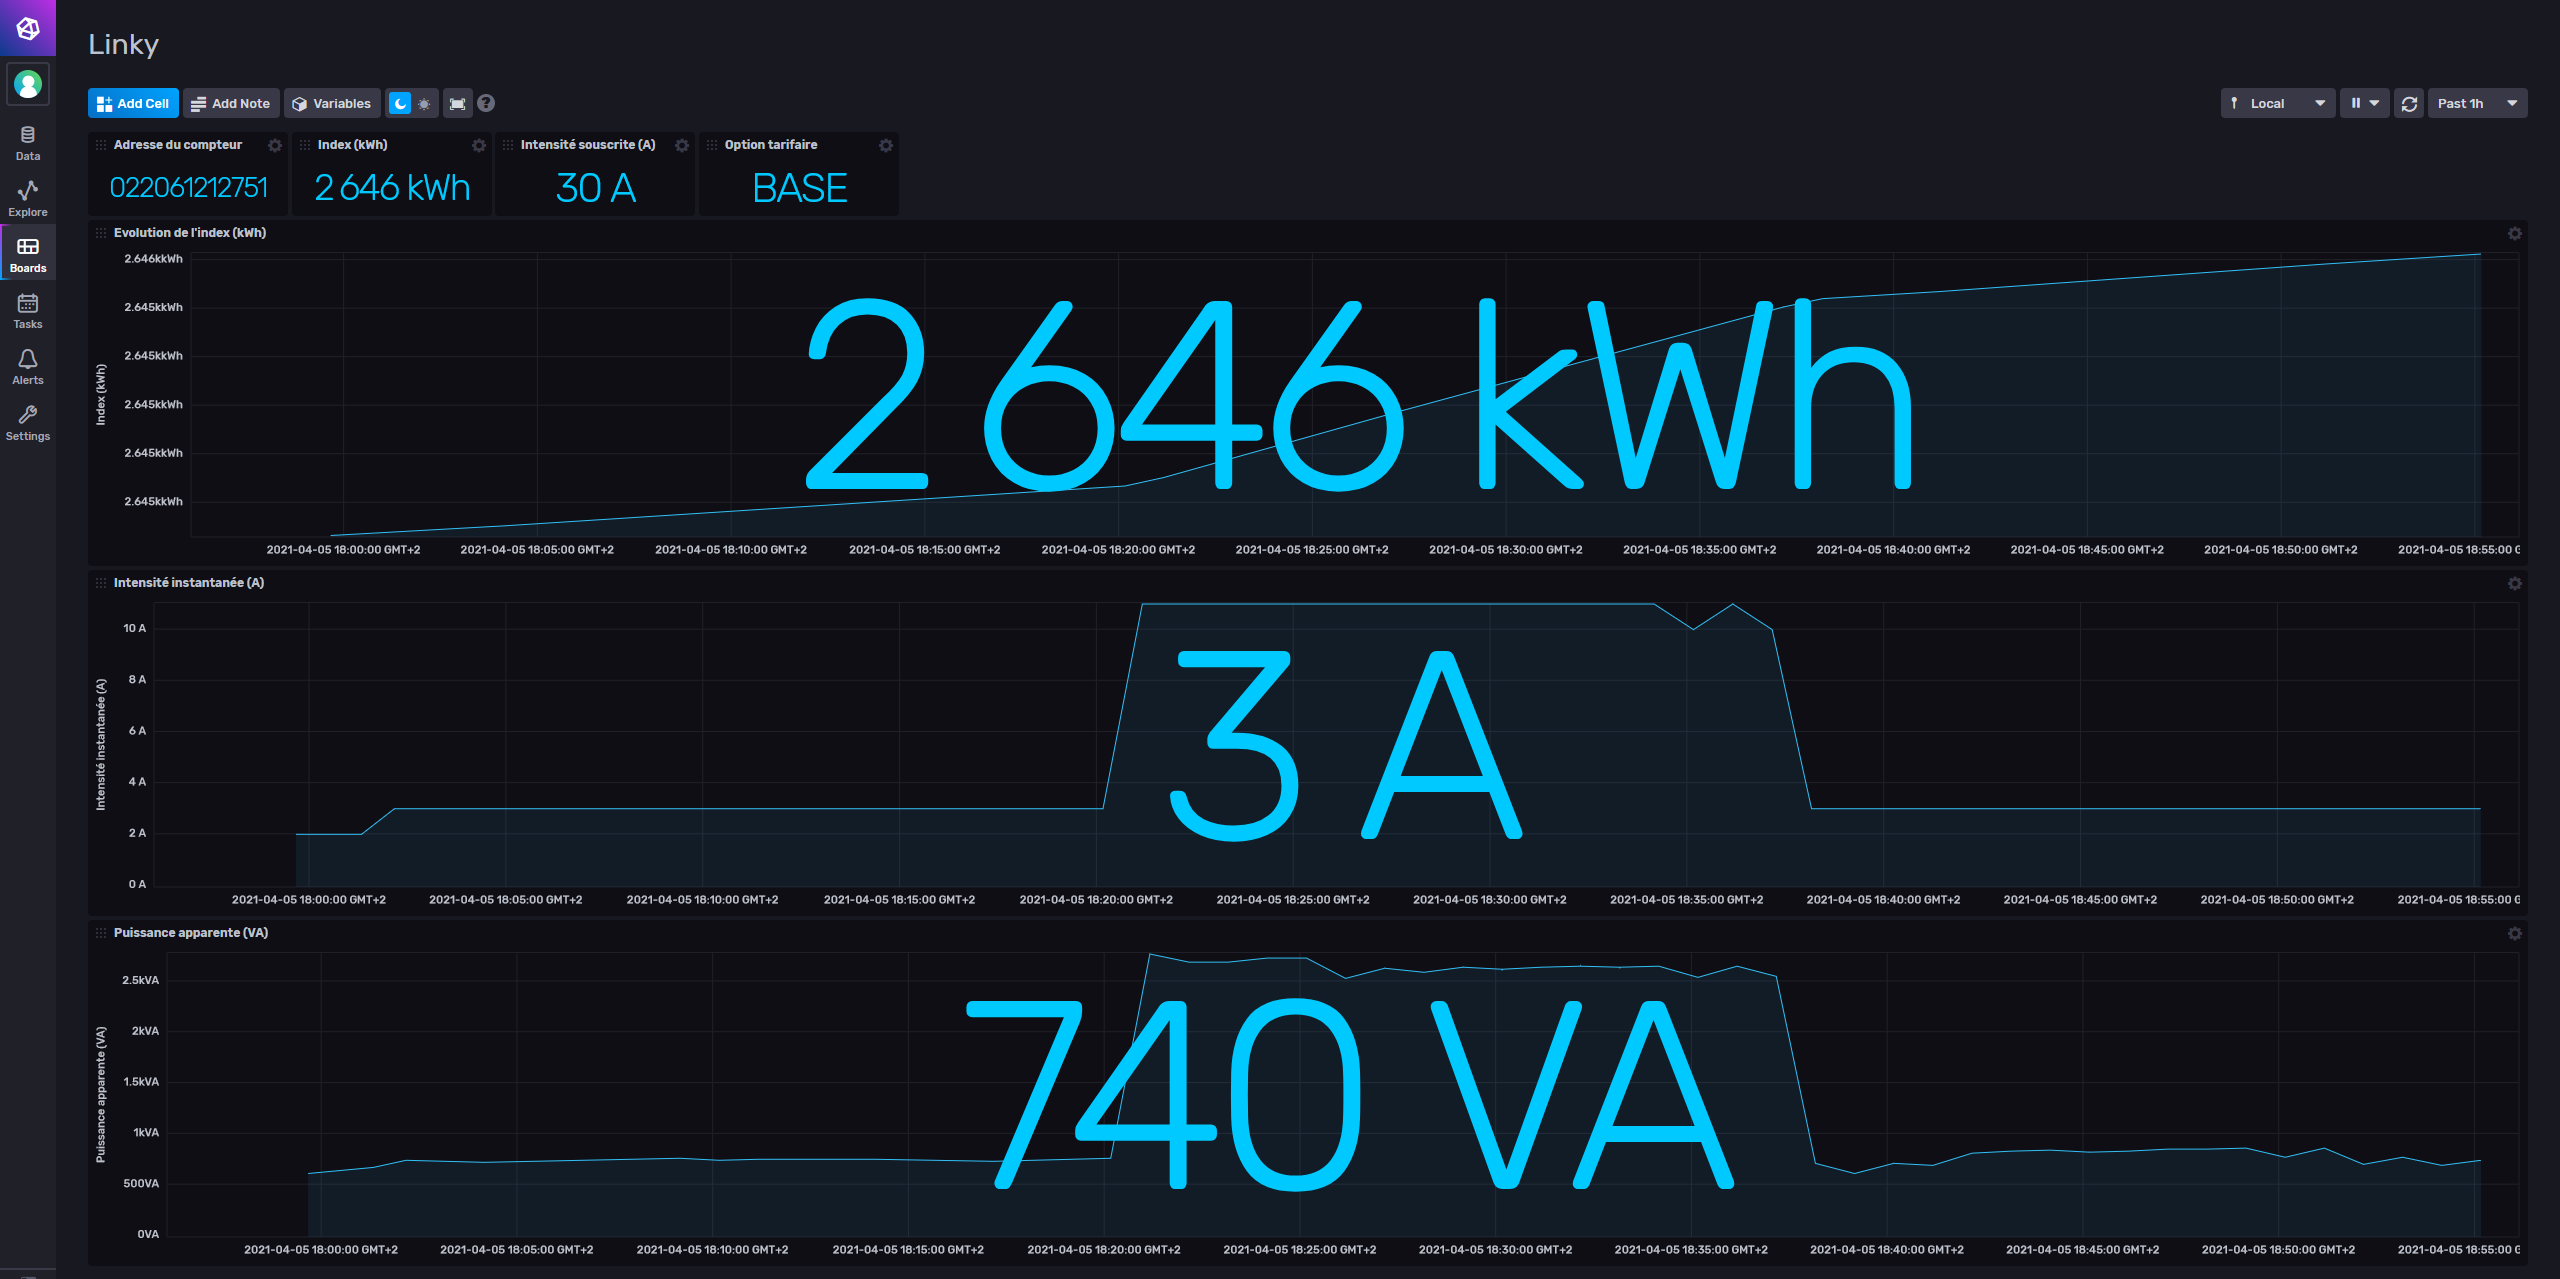 Linky
Add Cell Add Note Variables ? Local Past 1h
Data
Explore
Boards
Tasks
Alerts
Settings
Adresse du compteur
022061212751
Index (kWh)
2 646 kWh
Intensité souscrite (A)
30 A
Option tarifaire
BASE
Evolution de l'index (kWh)
Index (kWh)
2.646kkWh
2.645kkWh
2.645kkWh
2.645kkWh
2.645kkWh
2.645kkWh
2 646 kWh
2021-04-05 18:00:00 GMT+2 2021-04-05 18:05:00 GMT+2 2021-04-05 18:10:00 GMT+2 2021-04-05 18:15:00 GMT+2 2021-04-05 18:20:00 GMT+2 2021-04-05 18:25:00 GMT+2 2021-04-05 18:30:00 GMT+2 2021-04-05 18:35:00 GMT+2 2021-04-05 18:40:00 GMT+2 2021-04-05 18:45:00 GMT+2 2021-04-05 18:50:00 GMT+2 2021-04-05 18:55:00 G
Intensité instantanée (A)
Intensité instantanée (A)
10 A
8 A
6 A
4 A
2 A
0 A
3 A
2021-04-05 18:00:00 GMT+2 2021-04-05 18:05:00 GMT+2 2021-04-05 18:10:00 GMT+2 2021-04-05 18:15:00 GMT+2 2021-04-05 18:20:00 GMT+2 2021-04-05 18:25:00 GMT+2 2021-04-05 18:30:00 GMT+2 2021-04-05 18:35:00 GMT+2 2021-04-05 18:40:00 GMT+2 2021-04-05 18:45:00 GMT+2 2021-04-05 18:50:00 GMT+2 2021-04-05 18:55:00 G
Puissance apparente (VA)
Puissance apparente (VA)
2.5kVA
2kVA
1.5kVA
1kVA
500VA
0VA
740 VA
2021-04-05 18:00:00 GMT+2 2021-04-05 18:05:00 GMT+2 2021-04-05 18:10:00 GMT+2 2021-04-05 18:15:00 GMT+2 2021-04-05 18:20:00 GMT+2 2021-04-05 18:25:00 GMT+2 2021-04-05 18:30:00 GMT+2 2021-04-05 18:35:00 GMT+2 2021-04-05 18:40:00 GMT+2 2021-04-05 18:45:00 GMT+2 2021-04-05 18:50:00 GMT+2 2021-04-05 18:55:00 G